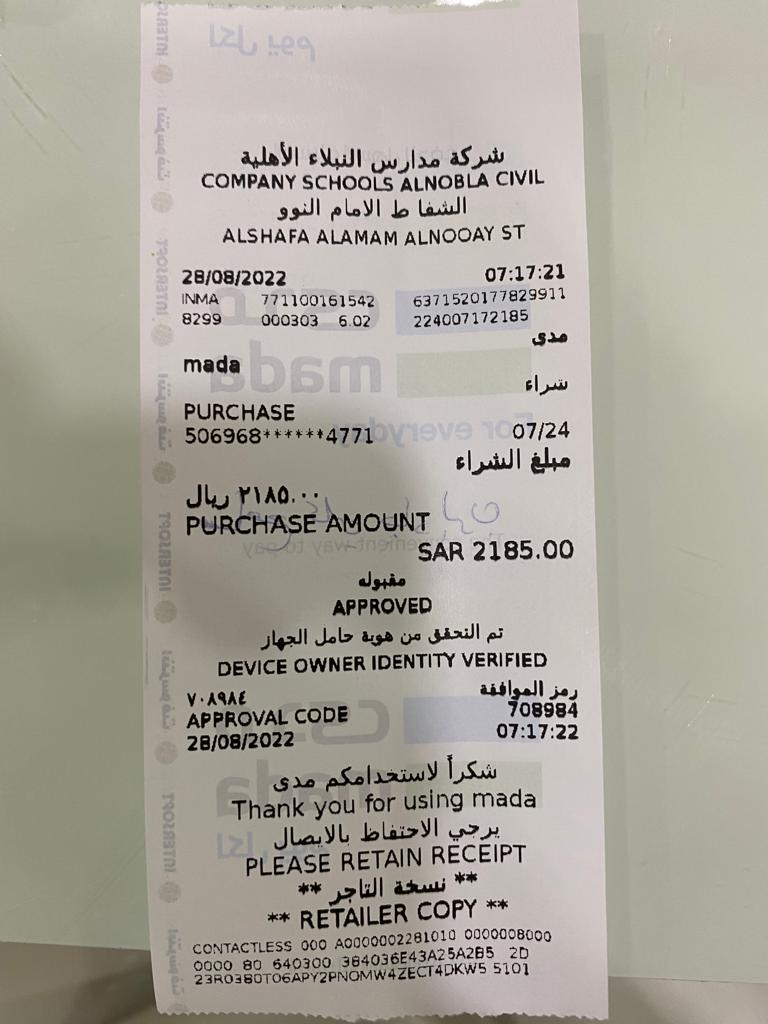 شركة مدارس النبلاء الأهلية
COMPANY SCHOOLS ALNOBLA CIVIL
الشفا ط الامام النوو
ALSHAFA ALAMAM ALNOOAY ST
28/08/2022 07:17:21
INMA 771100161542 6371520177829911
8299 000303 6.02 224007172185
مدى
mada
شراء
PURCHASE
506968******4771 07/24
مبلغ الشراء
٢١٨٥.٠٠ ريال
PURCHASE AMOUNT
SAR 2185.00
مقبوله
APPROVED
تم التحقق من هوية حامل الجهاز
DEVICE OWNER IDENTITY VERIFIED
رمز الموافقة ٧٠٨٩٨٤
APPROVAL CODE 708984
28/08/2022 07:17:22
شكراً لاستخدامكم مدى
Thank you for using mada
يرجي الاحتفاظ بالايصال
PLEASE RETAIN RECEIPT
** نسخة التاجر **
** RETAILER COPY **
CONTACTLESS 000 A0000002281010 0000008000
0000 80 640300 384036E43A25A2B5 2D
23R0380T06APY2PNOMW4ZECT4DKW5 5101